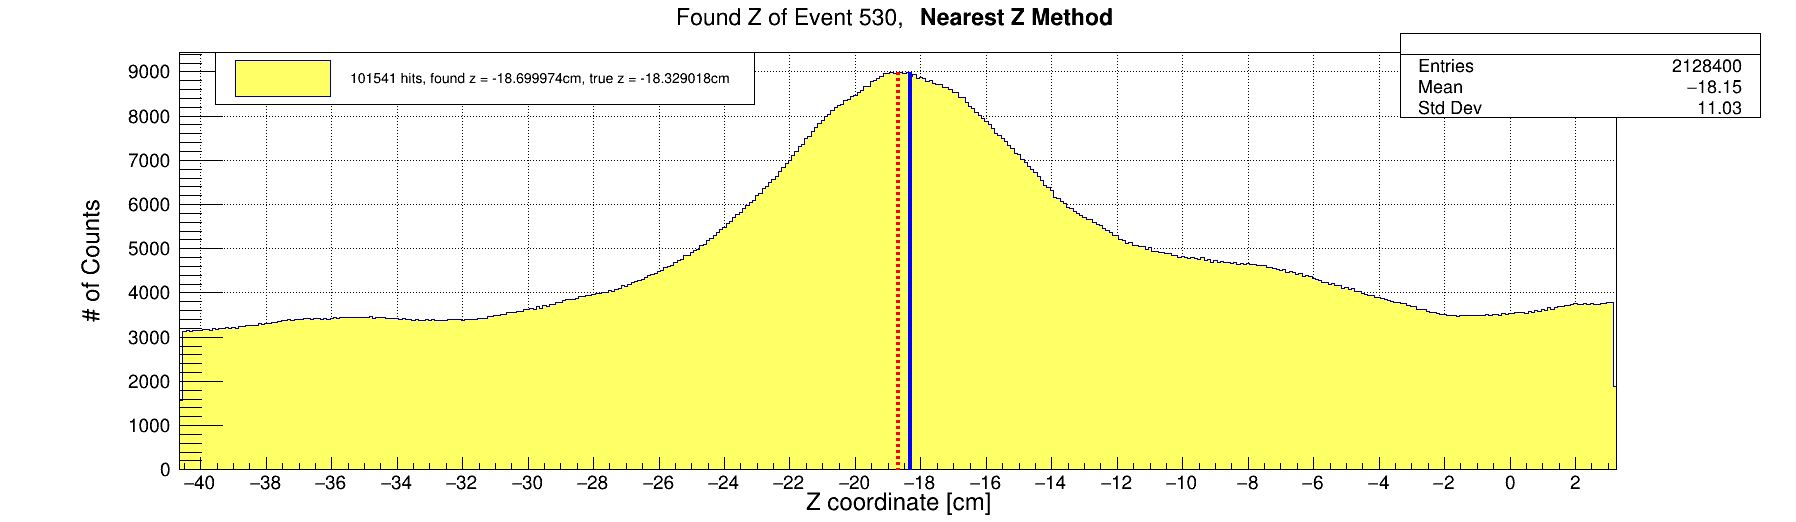 Found Z of Event 530, Nearest Z Method
101541 hits, found z = -18.699974cm, true z = -18.329018cm
Entries 2128400
Mean −18.15
Std Dev 11.03
# of Counts
9000
8000
7000
6000
5000
4000
3000
2000
1000
0
−40 −38 −36 −34 −32 −30 −28 −26 −24 −22 −20 −18 −16 −14 −12 −10 −8 −6 −4 −2 0 2
Z coordinate [cm]